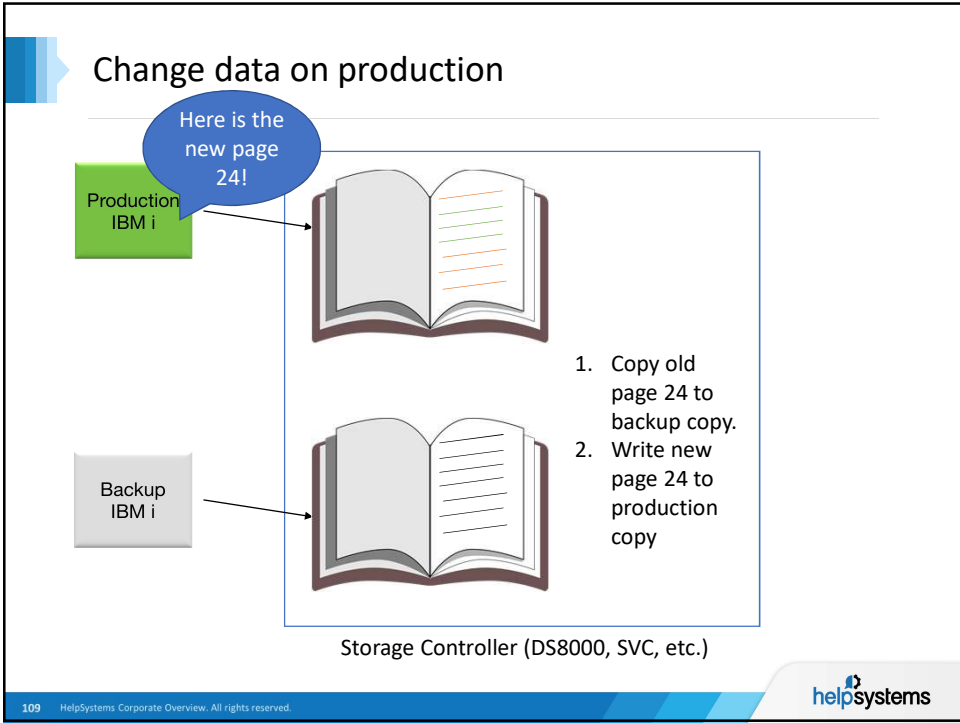 Change data on production
Here is the
new page
24!
Production
IBM i
1. Copy old
page 24 to
backup copy.
2. Write new
page 24 to
production
copy
Backup
IBM i
Storage Controller (DS8000, SVC, etc.)
109 HelpSystems Corporate Overview. All rights reserved.
helpsystems